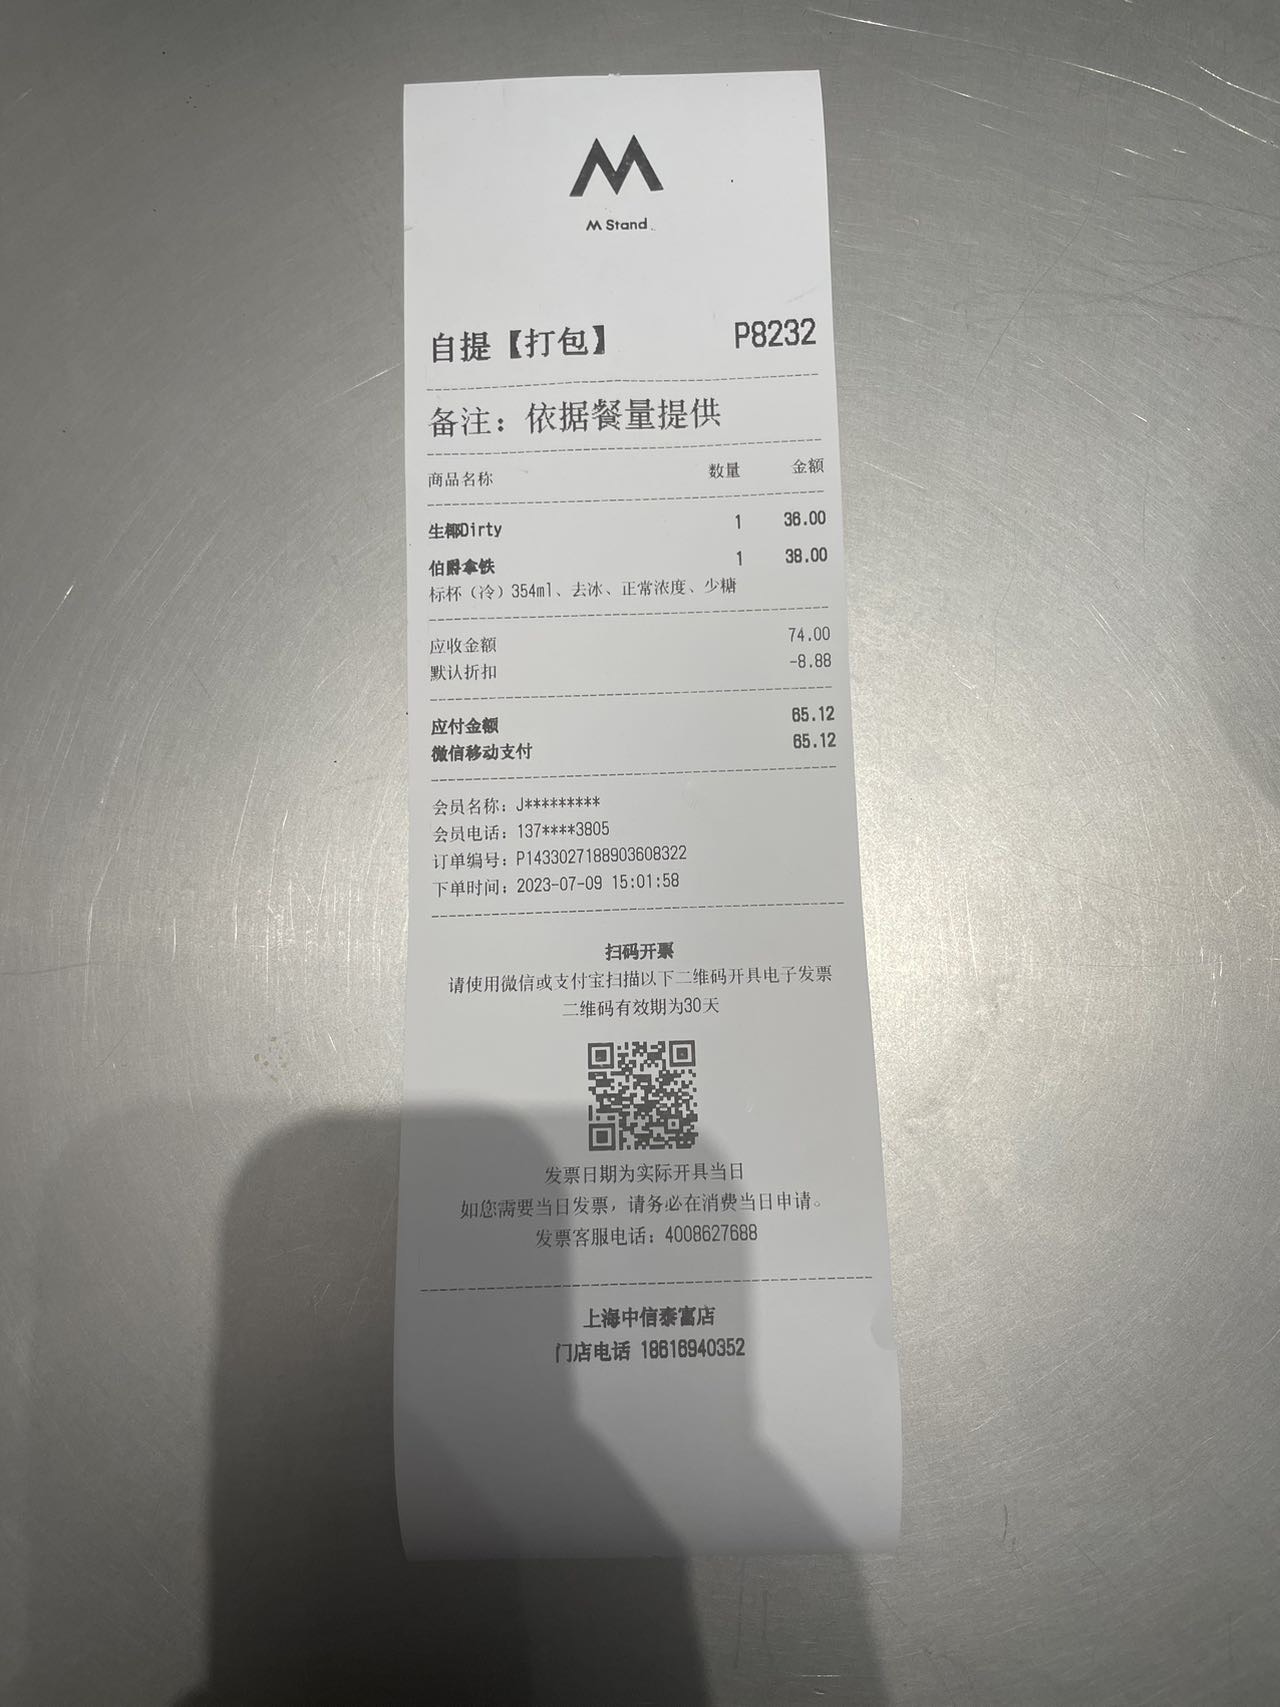 M Stand
自提【打包】 P8232
备注：依据餐量提供
商品名称 数量 金额
生椰Dirty 1 36.00
伯爵拿铁 1 38.00
标杯（冷）354ml、去冰、正常浓度、少糖
应收金额 74.00
默认折扣 -8.88
应付金额 65.12
微信移动支付 65.12
会员名称：J*********
会员电话：137****3805
订单编号：P1433027188903608322
下单时间：2023-07-09 15:01:58
扫码开票
请使用微信或支付宝扫描以下二维码开具电子发票
二维码有效期为30天
发票日期为实际开具当日
如您需要当日发票，请务必在消费当日申请。
发票客服电话：4008627688
上海中信泰富店
门店电话 18616940352